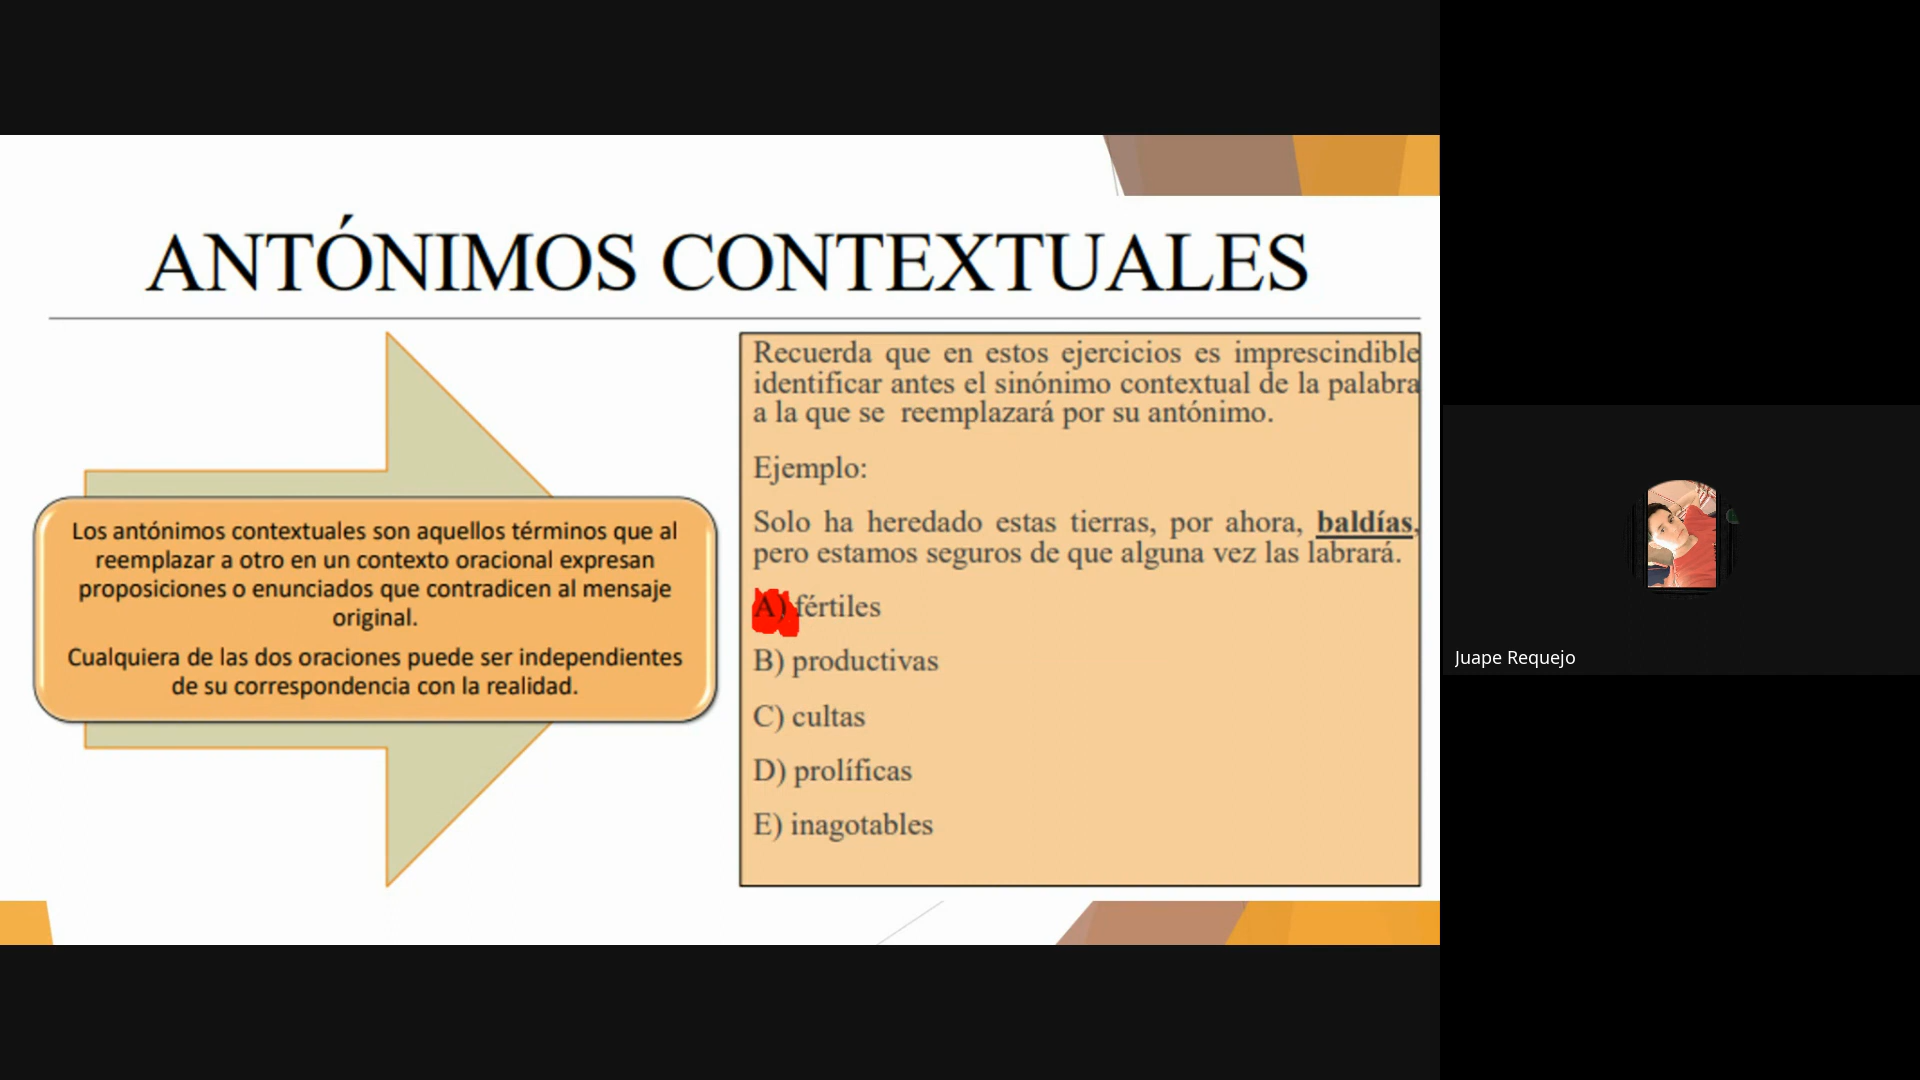 ANTÓNIMOS CONTEXTUALES
Los antónimos contextuales son aquellos términos que al
reemplazar a otro en un contexto oracional expresan
proposiciones o enunciados que contradicen al mensaje
original.
Cualquiera de las dos oraciones puede ser independientes
de su correspondencia con la realidad.
Recuerda que en estos ejercicios es imprescindible
identificar antes el sinónimo contextual de la palabra
a la que se reemplazará por su antónimo.
Ejemplo:
Solo ha heredado estas tierras, por ahora, baldías,
pero estamos seguros de que alguna vez las labrará.
A) fértiles
B) productivas
C) cultas
D) prolíficas
E) inagotables
Juape Requejo